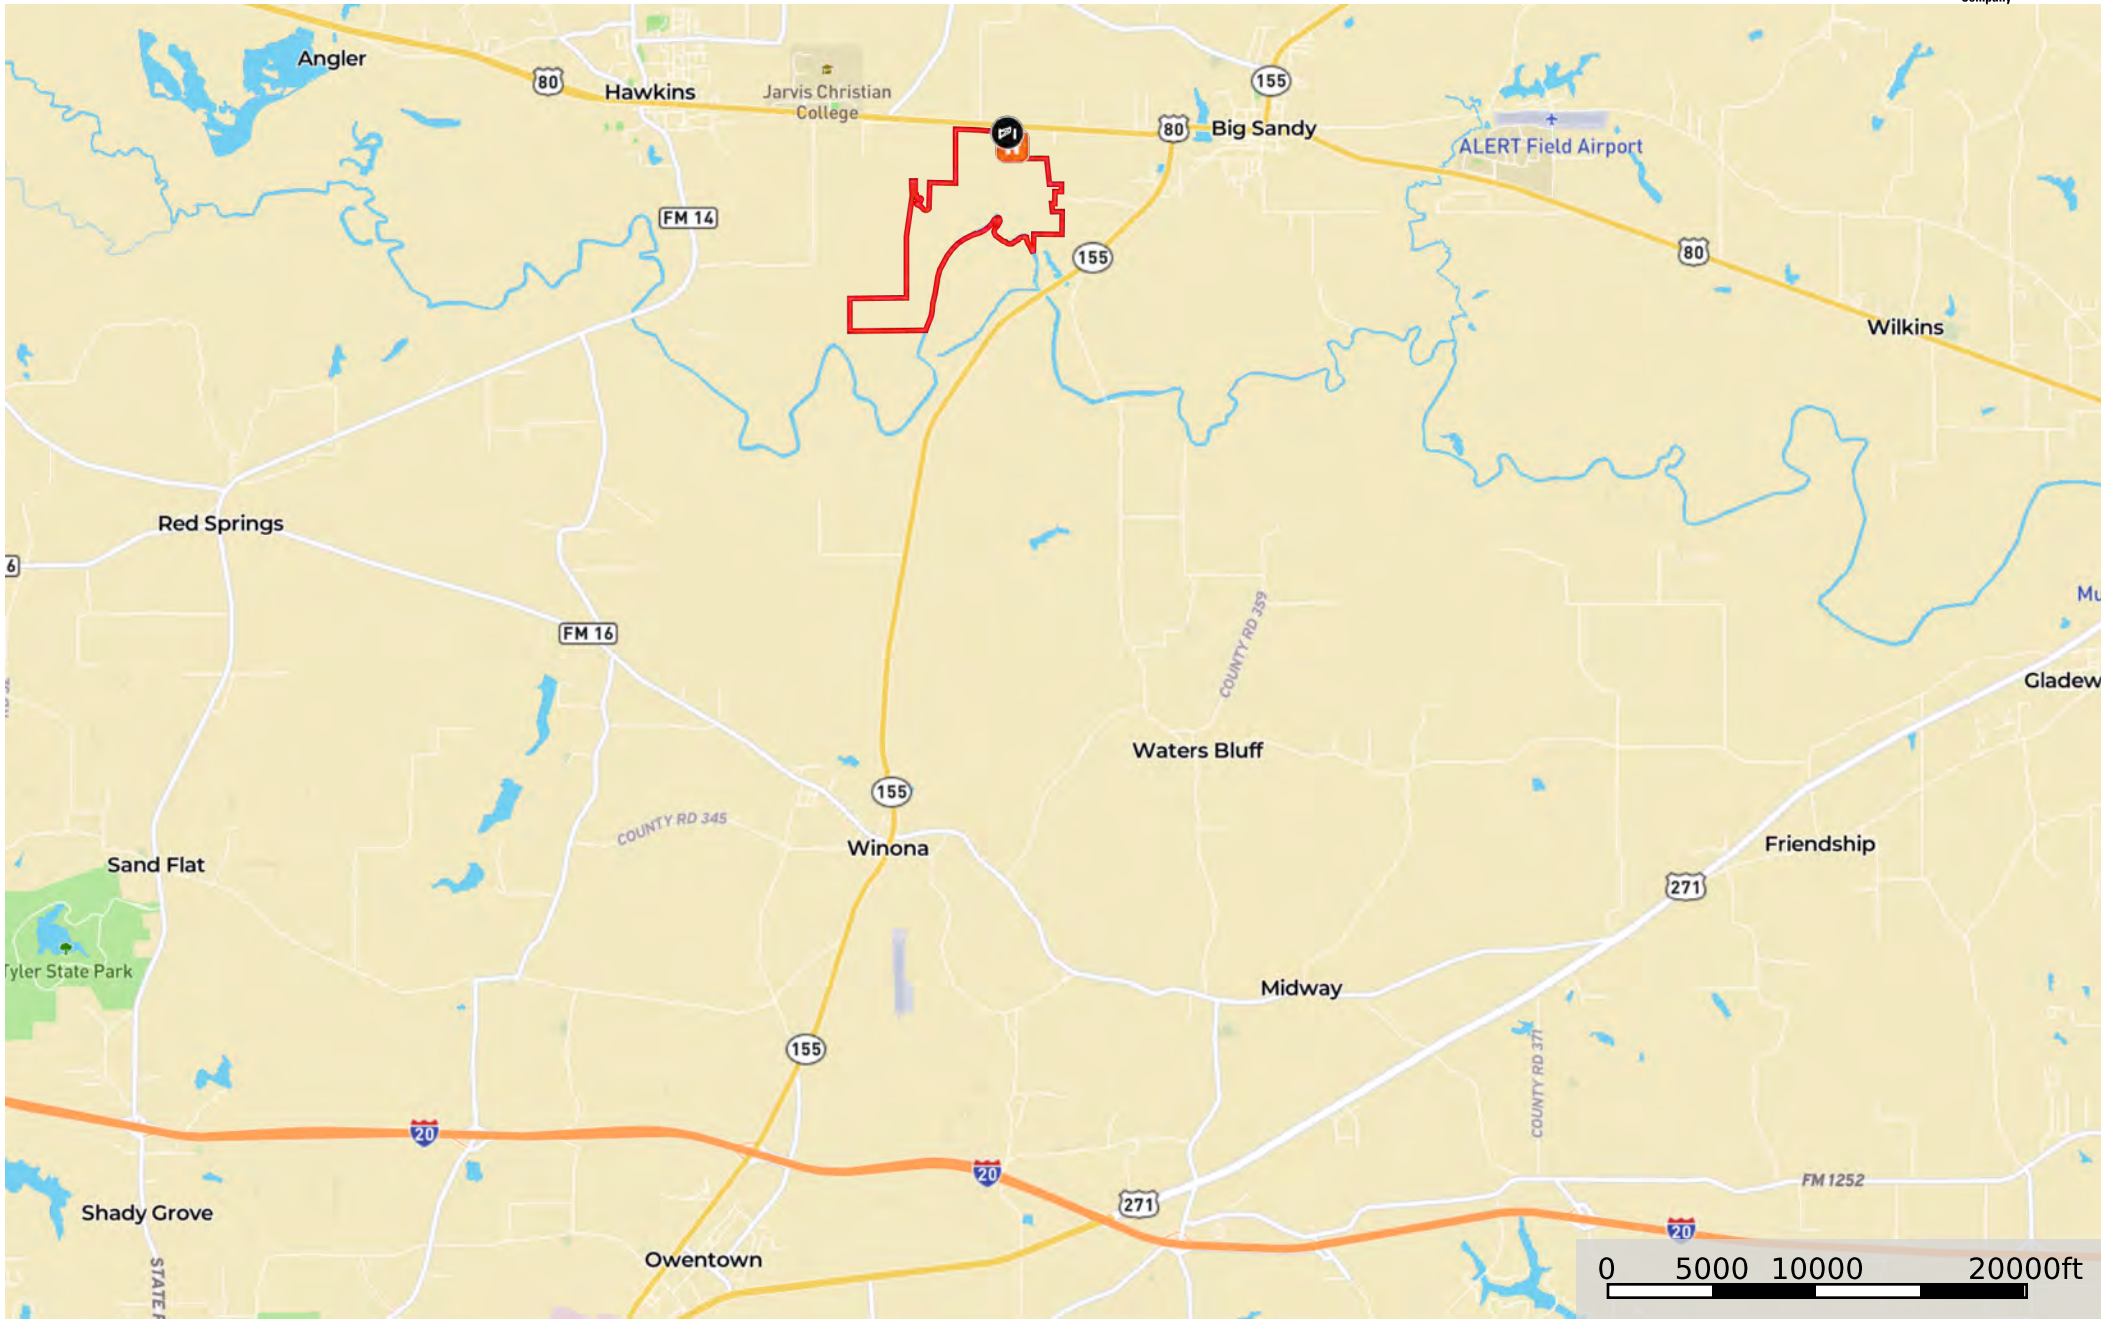 Company
Angler
80
Hawkins
Jarvis Christian
College
155
80
Big Sandy
ALERT Field Airport
FM 14
155
80
Wilkins
Red Springs
6
COUNTY RD 359
Mu
FM 16
Gladew
Waters Bluff
155
COUNTY RD 345
Winona
Friendship
Sand Flat
271
Tyler State Park
Midway
155
COUNTY RD 371
20
20
FM 1252
271
Shady Grove
20
Owentown
STATE
0 5000 10000 20000ft